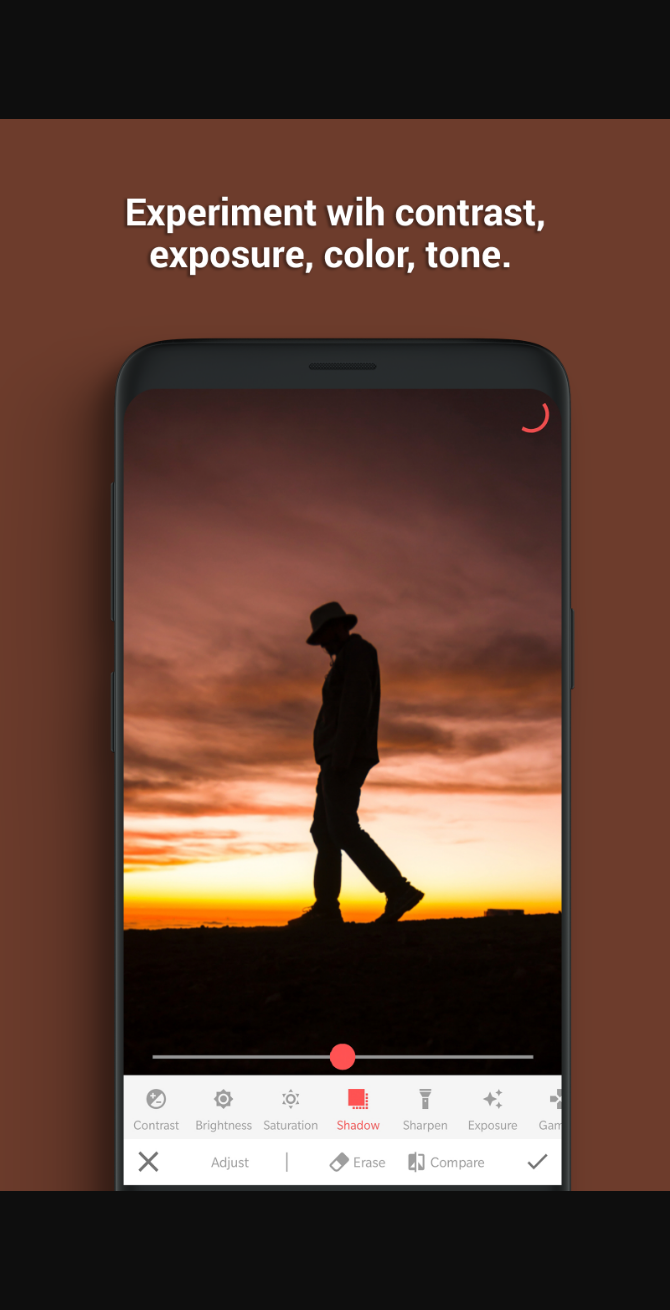 Experiment wih contrast,
exposure, color, tone.
Contrast Brightness Saturation Shadow Sharpen Exposure Gam
Adjust | Erase Compare